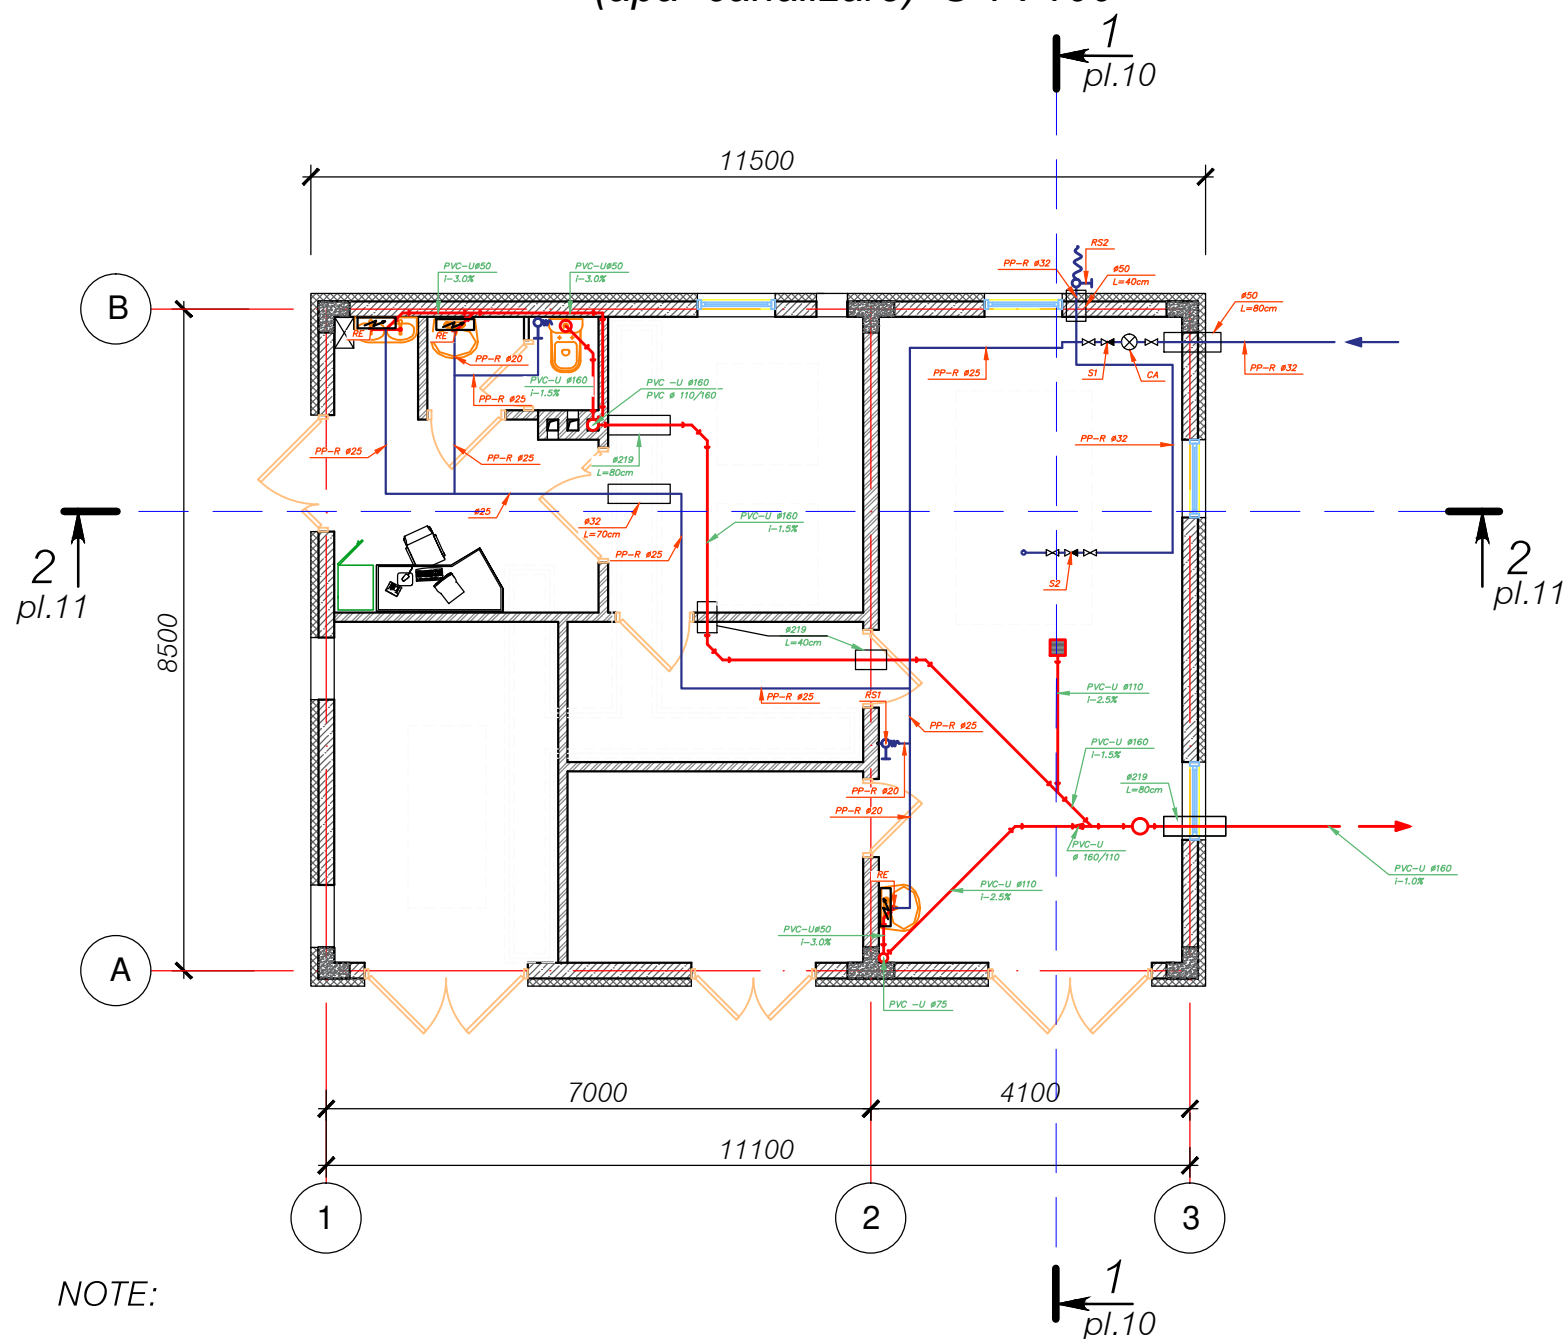 1
pl.10
11500
RS2
PP-R ø32
ø50
L=40cm
PVC-Uø50
i-3.0%
PVC-Uø50
i-3.0%
ø50
L=80cm
B
RE
RE
PP-R ø20
PP-R ø25
S1
CA
PP-R ø32
PVC-U ø160
i-1.5%
PVC -U ø160
PVC ø 110/160
PP-R ø25
PP-R ø25
PP-R ø25
PP-R ø32
ø219
L=80cm
ø25
ø32
L=70cm
PVC-U ø160
i-1.5%
PP-R ø25
2
pl.11
S2
2
pl.11
8500
ø219
L=40cm
PP-R ø25
RS1
PVC-U ø110
i-2.5%
PP-R ø25
PVC-U ø160
i-1.5%
PP-R ø20
ø219
L=80cm
PP-R ø20
PVC-U
ø 160/110
PVC-U ø160
i-1.0%
RE
PVC-U ø110
i-2.5%
PVC-Uø50
i-3.0%
A
PVC -U ø75
7000
4100
11100
1
2
3
NOTE:
1
pl.10